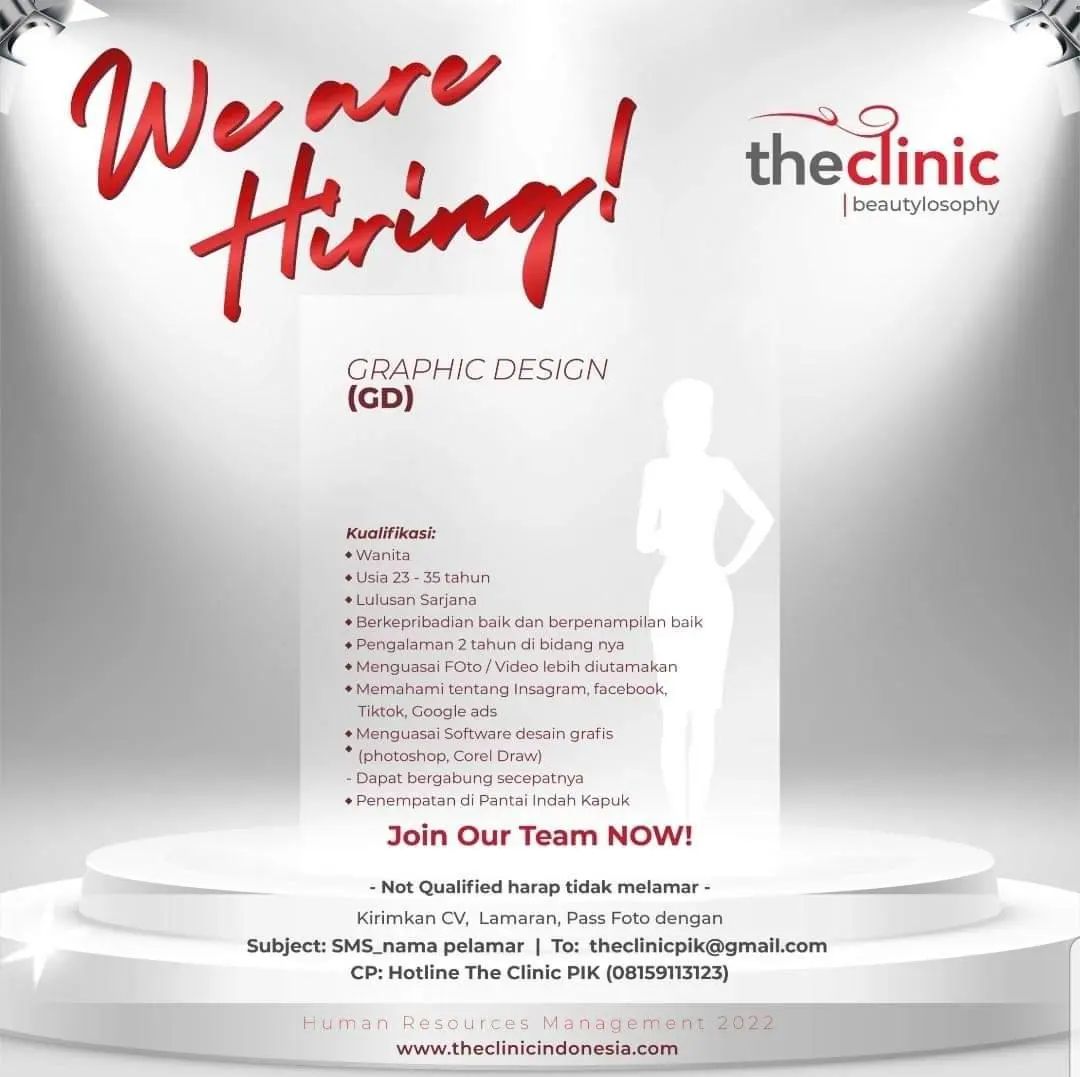 We are
Hiring!
theclinic
|beautylosophy
GRAPHIC DESIGN
(GD)
Kualifikasi:
◆ Wanita
◆ Usia 23 - 35 tahun
◆ Lulusan Sarjana
◆ Berkepribadian baik dan berpenampilan baik
◆ Pengalaman 2 tahun di bidang nya
◆ Menguasai FOto / Video lebih diutamakan
◆ Memahami tentang Insagram, facebook,
Tiktok, Google ads
◆ Menguasai Software desain grafis
◆ (photoshop, Corel Draw)
- Dapat bergabung secepatnya
◆ Penempatan di Pantai Indah Kapuk
Join Our Team NOW!
- Not Qualified harap tidak melamar -
Kirimkan CV, Lamaran, Pass Foto dengan
Subject: SMS_nama pelamar | To: theclinicpik@gmail.com
CP: Hotline The Clinic PIK (08159113123)
Human Resources Management 2022
www.theclinicindonesia.com